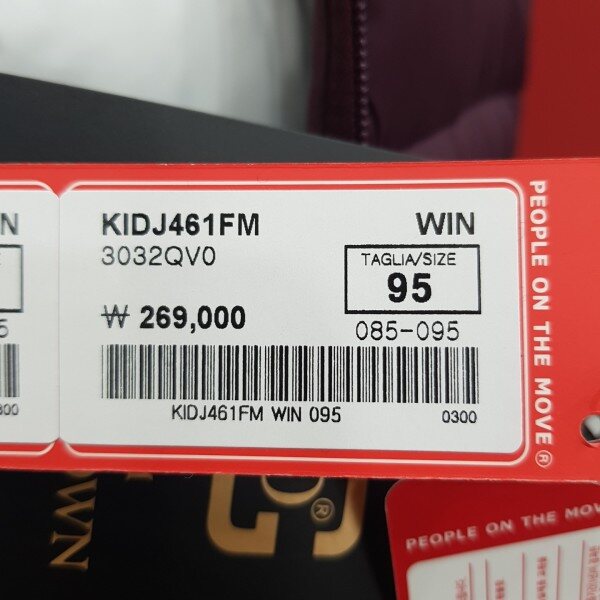 KIDJ461FM WIN
3032QV0 TAGLIA/SIZE
95
₩ 269,000 085-095
KIDJ461FM WIN 095 0300
PEOPLE ON THE MOVE®
PEOPLE ON THE MOV